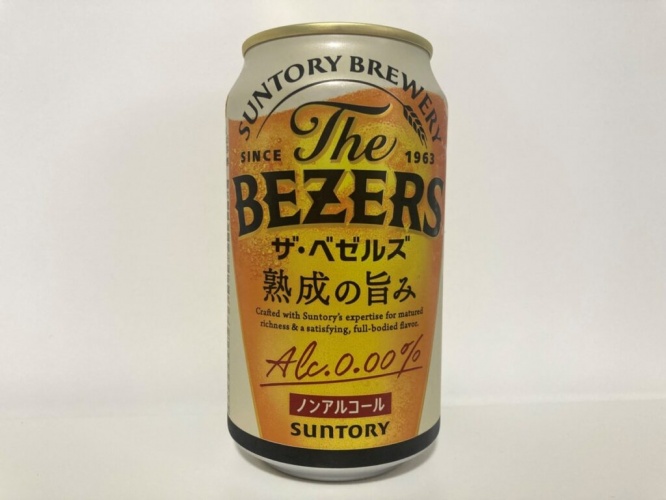 SUNTORY BREWERY
The
SINCE 1963
BEZERS
ザ・ベゼルズ
熟成の旨み
Crafted with Suntory's expertise for matured
richness & a satisfying, full-bodied flavor.
Alc.0.00%
ノンアルコール
SUNTORY